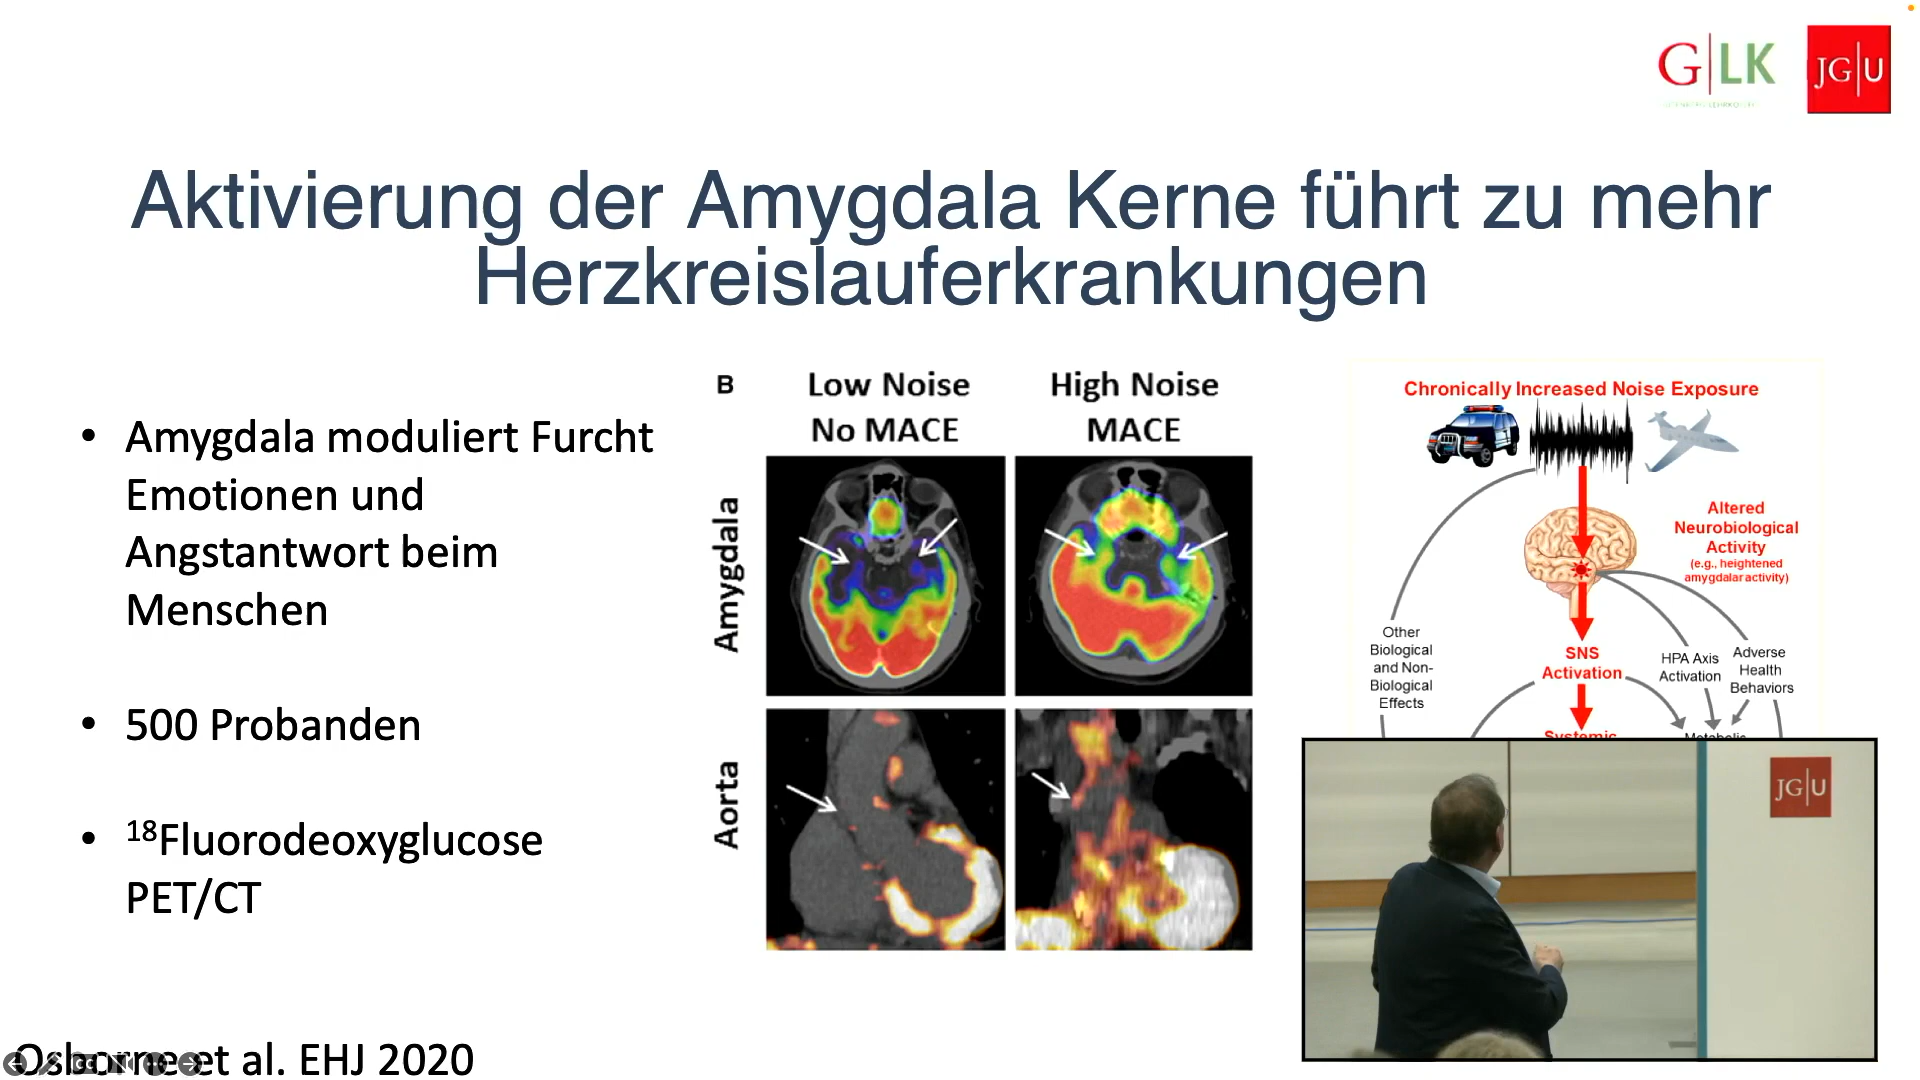 G|LK
JG|U
Aktivierung der Amygdala Kerne führt zu mehr
Herzkreislauferkrankungen
• Amygdala moduliert Furcht
Emotionen und
Angstantwort beim
Menschen
• 500 Probanden
• 18Fluorodeoxyglucose
PET/CT
Osborne et al. EHJ 2020
B
Low Noise
No MACE
High Noise
MACE
Amygdala
Aorta
Chronically Increased Noise Exposure
Altered
Neurobiological
Activity
(e.g., heightened
amygdalar activity)
Other
Biological
and Non-
Biological
Effects
SNS
Activation
HPA Axis
Activation
Adverse
Health
Behaviors
Systemic
Metabolic
JG|U